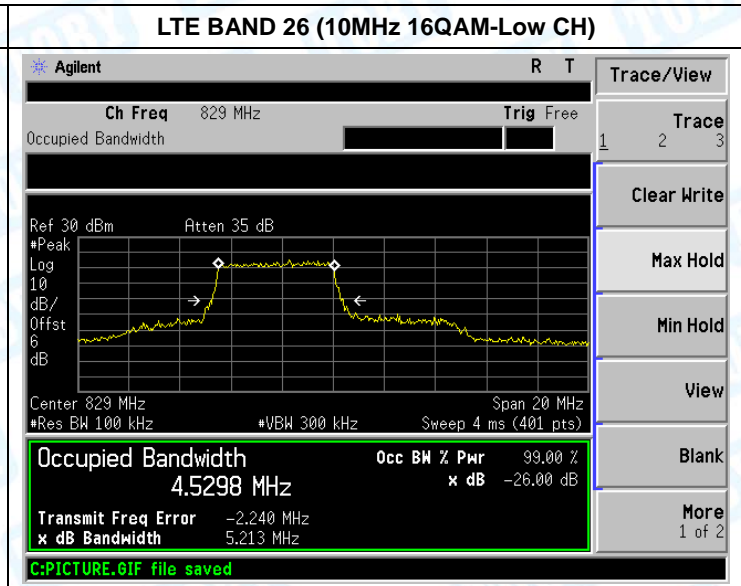 LTE BAND 26 (10MHz 16QAM-Low CH)
Agilent R T
Trace/View
Ch Freq 829 MHz Trig Free
Occupied Bandwidth
Trace
1 2 3
Clear Write
Max Hold
Min Hold
View
Blank
More
1 of 2
Ref 30 dBm Atten 35 dB
#Peak
Log
10
dB/
Offst
6
dB
Center 829 MHz Span 20 MHz
#Res BW 100 kHz #VBW 300 kHz Sweep 4 ms (401 pts)
Occupied Bandwidth Occ BW % Pwr 99.00 %
4.5298 MHz x dB -26.00 dB
Transmit Freq Error -2.240 MHz
x dB Bandwidth 5.213 MHz
C:PICTURE.GIF file saved